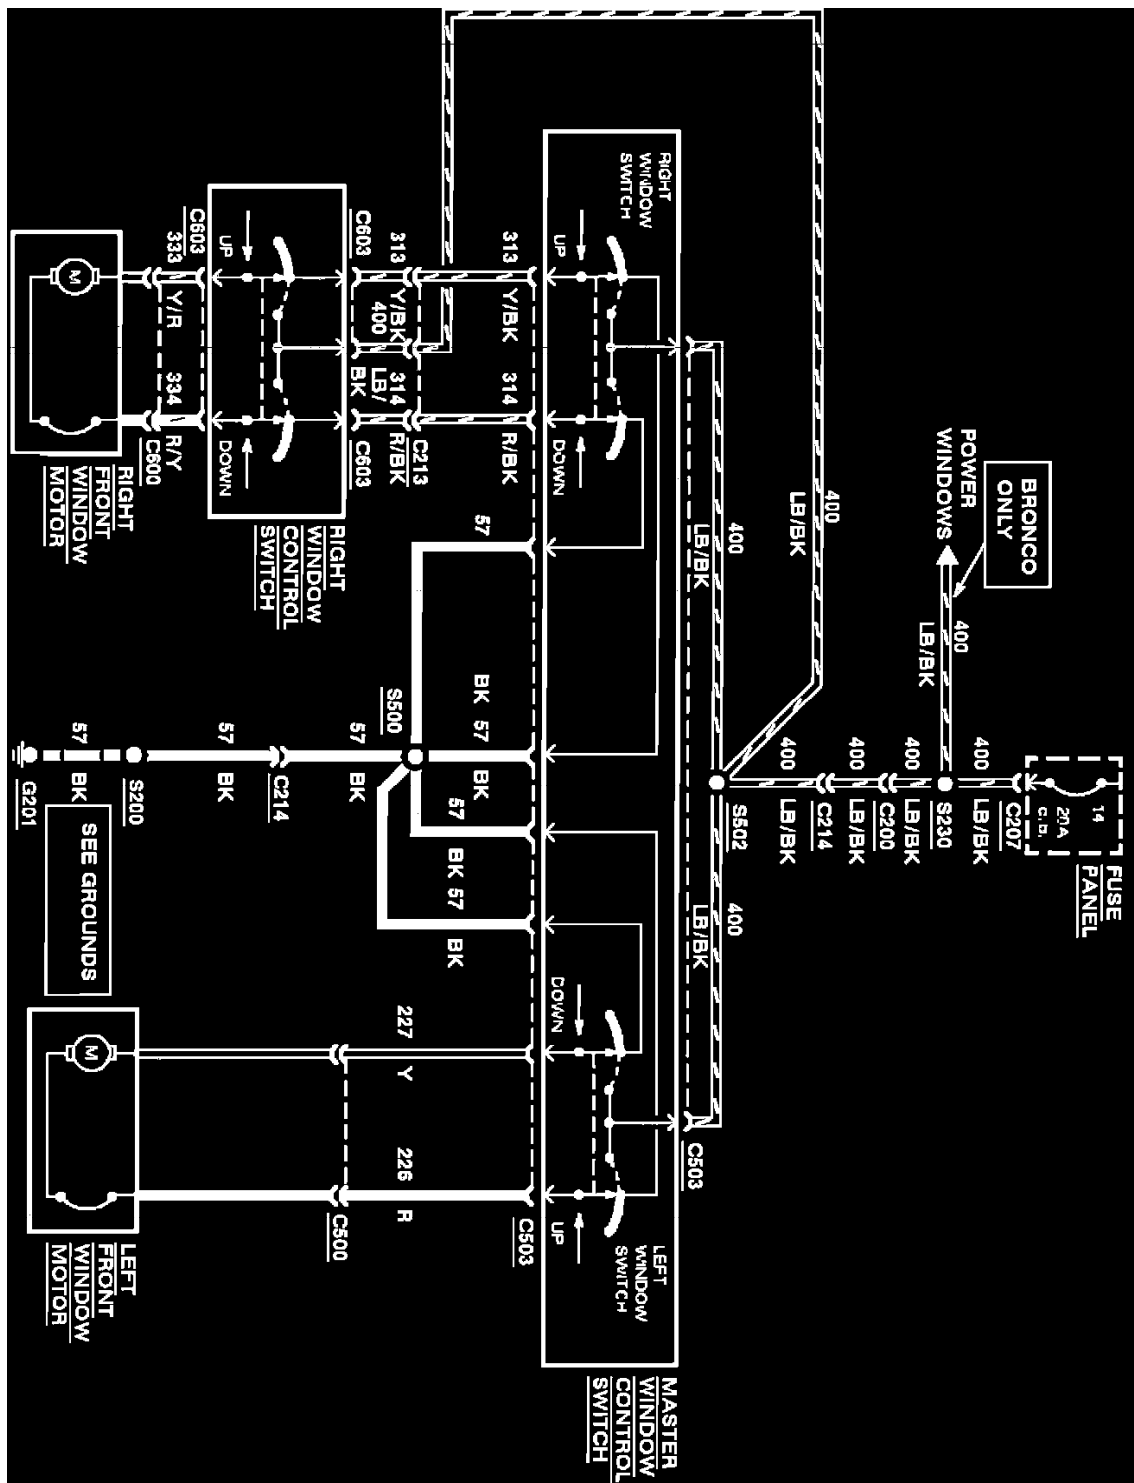 FUSE
PANEL
14
20A
c.b.
C207
400
LB/BK
S230
BRONCO
ONLY
POWER
WINDOWS
400
LB/BK
400
LB/BK
C200
400
LB/BK
C214
400
LB/BK
S502
400
LB/BK
400
LB/BK
400
LB/BK
C503
MASTER
WINDOW
CONTROL
SWITCH
RIGHT
WINDOW
SWITCH
LEFT
WINDOW
SWITCH
UP
DOWN
DOWN
UP
C503
313
Y/BK
314
R/BK
57
BK
57
BK
57
BK
57
BK
227
Y
226
R
C213
313
Y/BK
400
LB/
BK
314
R/BK
S500
C500
C603
C603
57
BK
RIGHT
WINDOW
CONTROL
SWITCH
UP
DOWN
C214
57
BK
C603
333
Y/R
334
R/Y
C600
S200
57
BK
G201
SEE GROUNDS
RIGHT
FRONT
WINDOW
MOTOR
M
LEFT
FRONT
WINDOW
MOTOR
M